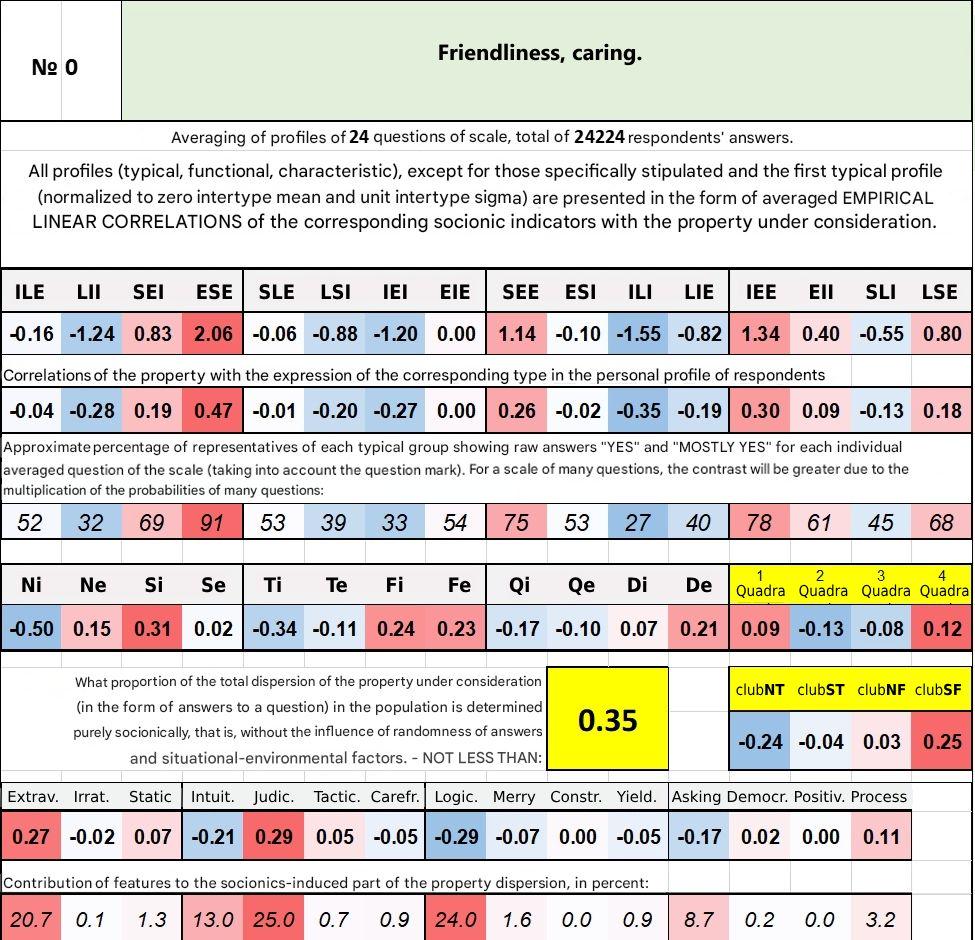 № 0
Friendliness, caring.
Averaging of profiles of 24 questions of scale, total of 24224 respondents' answers.
All profiles (typical, functional, characteristic), except for those specifically stipulated and the first typical profile
(normalized to zero intertype mean and unit intertype sigma) are presented in the form of averaged EMPIRICAL
LINEAR CORRELATIONS of the corresponding socionic indicators with the property under consideration.
ILE LII SEI ESE SLE LSI IEI EIE SEE ESI ILI LIE IEE EII SLI LSE
-0.16 -1.24 0.83 2.06 -0.06 -0.88 -1.20 0.00 1.14 -0.10 -1.55 -0.82 1.34 0.40 -0.55 0.80
Correlations of the property with the expression of the corresponding type in the personal profile of respondents
-0.04 -0.28 0.19 0.47 -0.01 -0.20 -0.27 0.00 0.26 -0.02 -0.35 -0.19 0.30 0.09 -0.13 0.18
Approximate percentage of representatives of each typical group showing raw answers "YES" and "MOSTLY YES" for each individual
averaged question of the scale (taking into account the question mark). For a scale of many questions, the contrast will be greater due to the
multiplication of the probabilities of many questions:
52 32 69 91 53 39 33 54 75 53 27 40 78 61 45 68
Ni Ne Si Se Ti Te Fi Fe Qi Qe Di De 1 2 3 4
Quadra Quadra Quadra Quadra
-0.50 0.15 0.31 0.02 -0.34 -0.11 0.24 0.23 -0.17 -0.10 0.07 0.21 0.09 -0.13 -0.08 0.12
What proportion of the total dispersion of the property under consideration
(in the form of answers to a question) in the population is determined
purely socionically, that is, without the influence of randomness of answers
and situational-environmental factors. - NOT LESS THAN:
0.35
clubNT clubST clubNF clubSF
-0.24 -0.04 0.03 0.25
Extrav. Irrat. Static Intuit. Judic. Tactic. Carefr. Logic. Merry Constr. Yield. Asking Democr. Positiv. Process
0.27 -0.02 0.07 -0.21 0.29 0.05 -0.05 -0.29 -0.07 0.00 -0.05 -0.17 0.02 0.00 0.11
Contribution of features to the socionics-induced part of the property dispersion, in percent:
20.7 0.1 1.3 13.0 25.0 0.7 0.9 24.0 1.6 0.0 0.9 8.7 0.2 0.0 3.2